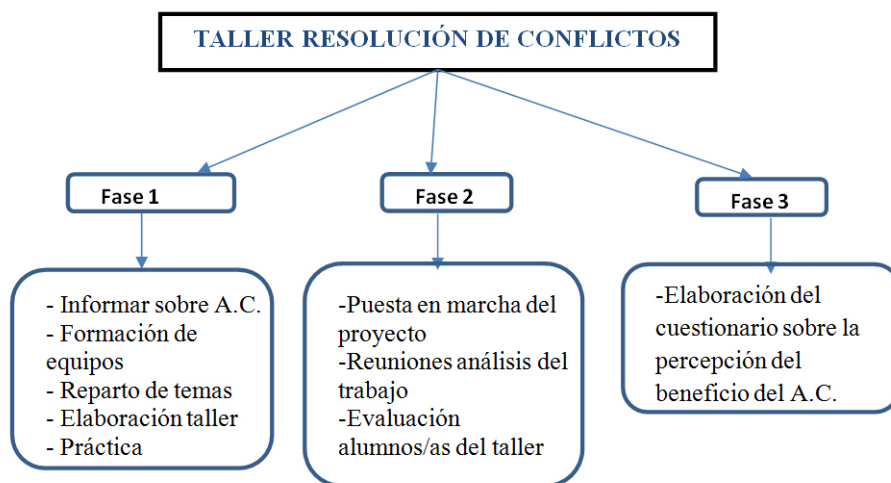 TALLER RESOLUCIÓN DE CONFLICTOS
Fase 1
- Informar sobre A.C.
- Formación de
equipos
- Reparto de temas
- Elaboración taller
- Práctica
Fase 2
-Puesta en marcha del
proyecto
-Reuniones análisis del
trabajo
-Evaluación
alumnos/as del taller
Fase 3
-Elaboración del
cuestionario sobre la
percepción del
beneficio del A.C.